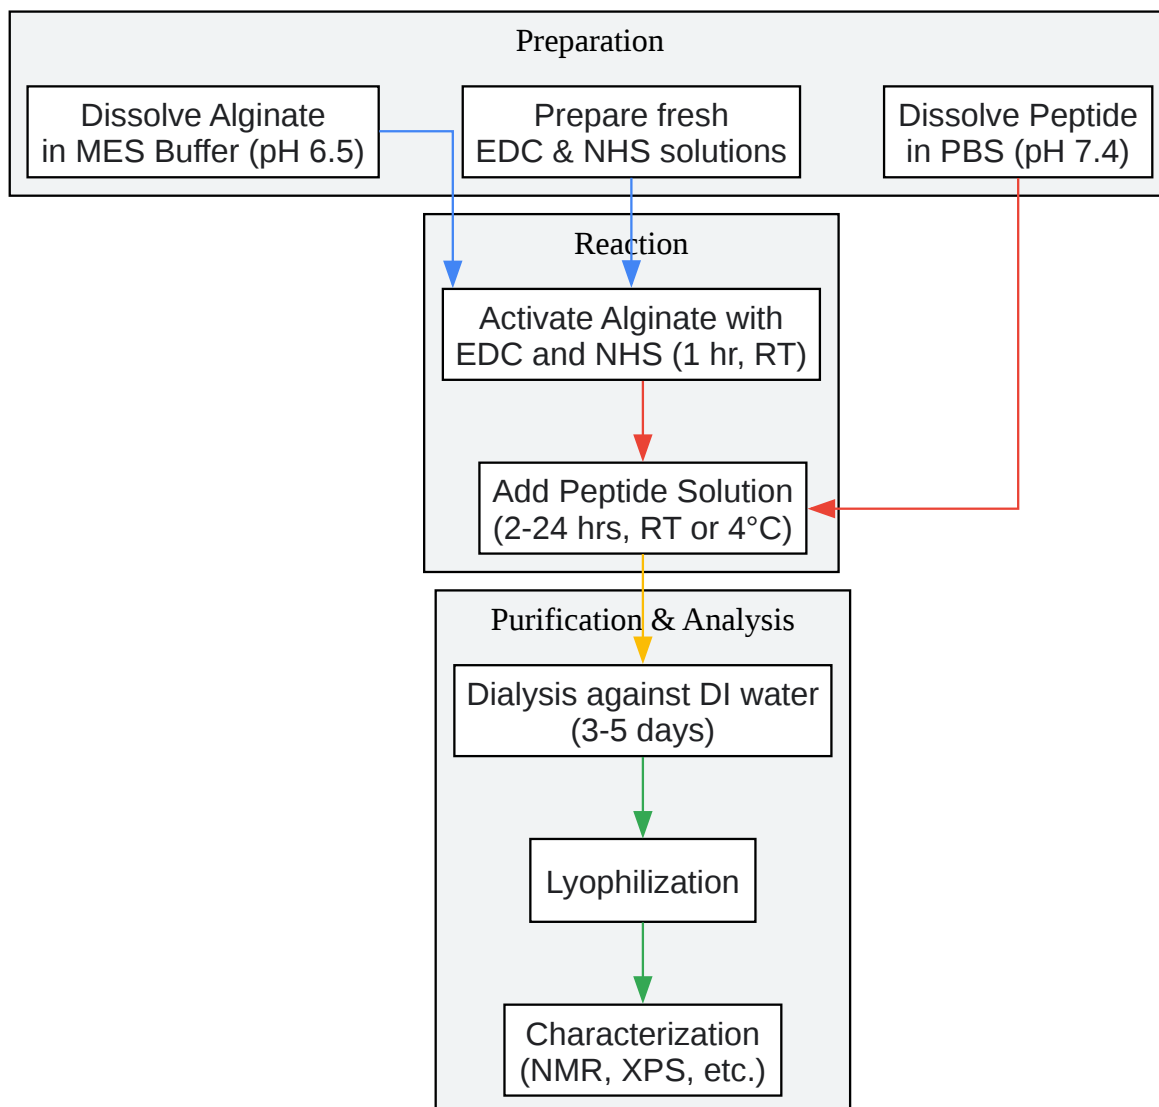 Preparation
Dissolve Alginate
in MES Buffer (pH 6.5)
Prepare fresh
EDC & NHS solutions
Dissolve Peptide
in PBS (pH 7.4)
Reaction
Activate Alginate with
EDC and NHS (1 hr, RT)
Add Peptide Solution
(2-24 hrs, RT or 4°C)
Purification & Analysis
Dialysis against DI water
(3-5 days)
Lyophilization
Characterization
(NMR, XPS, etc.)